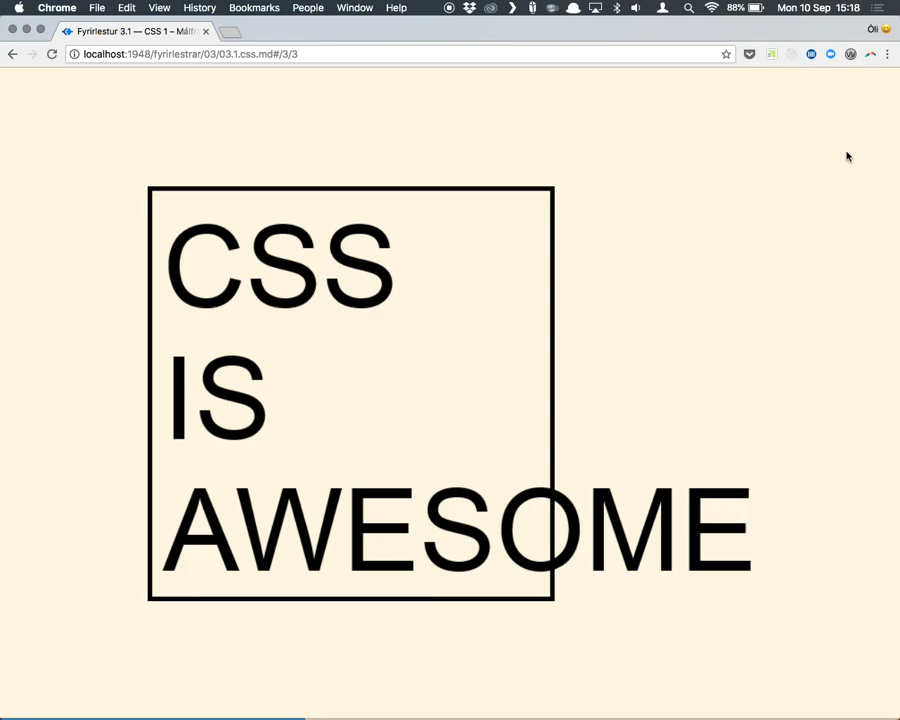 Chrome File Edit View History Bookmarks People Window Help 88% Mon 10 Sep 15:18
Fyrirlestur 3.1 — CSS 1 – Málfr
Óli
localhost:1948/fyrirlestrar/03/03.1.css.md#/3/3
CSS
IS
AWESOME